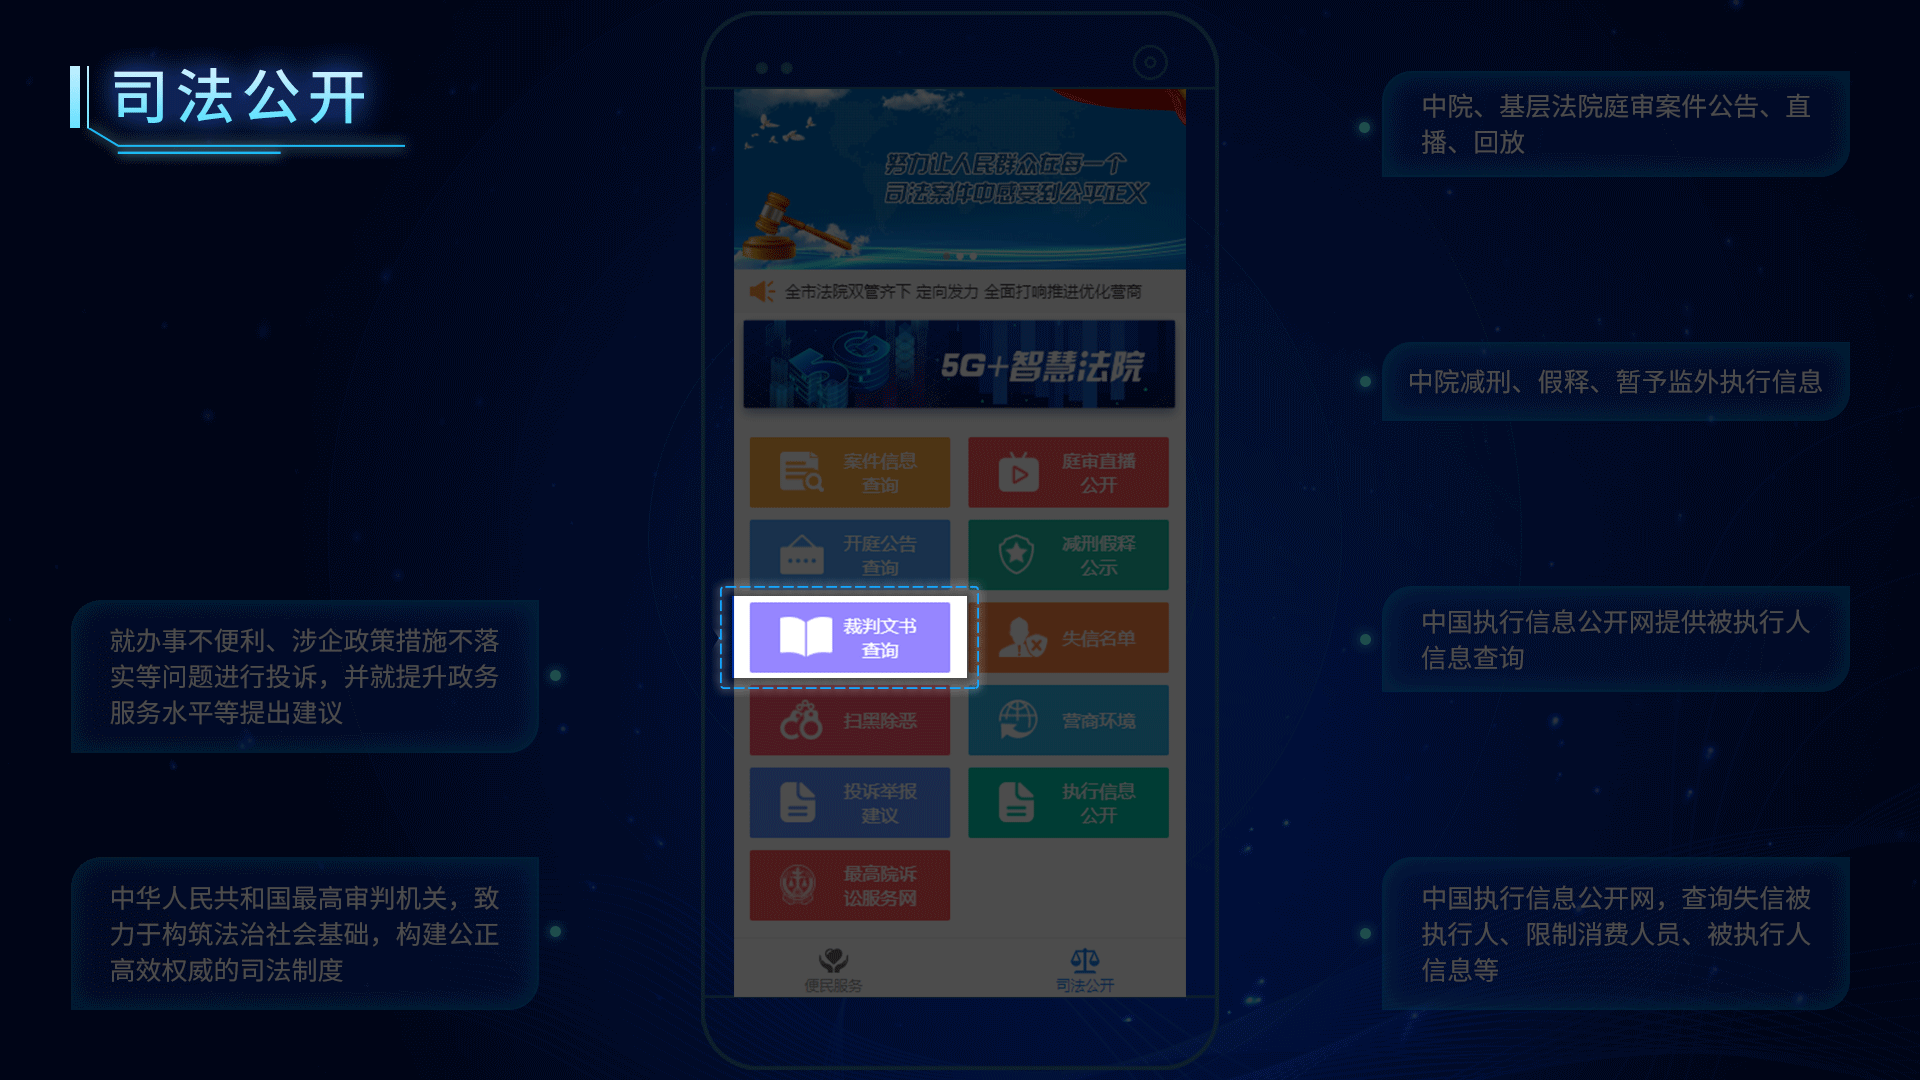 司法公开
努力让人民群众在每一个
司法案件中感受到公平正义
全市法院双管齐下 定向发力 全面打响推进优化营商
5G+智慧法院
案件信息
查询
庭审直播
公开
开庭公告
查询
减刑假释
公示
裁判文书
查询
失信名单
扫黑除恶
营商环境
投诉举报
建议
执行信息
公开
最高院诉
讼服务网
便民服务
司法公开
就办事不便利、涉企政策措施不落
实等问题进行投诉，并就提升政务
服务水平等提出建议
中华人民共和国最高审判机关，致
力于构筑法治社会基础，构建公正
高效权威的司法制度
中院、基层法院庭审案件公告、直
播、回放
中院减刑、假释、暂予监外执行信息
中国执行信息公开网提供被执行人
信息查询
中国执行信息公开网，查询失信被
执行人、限制消费人员、被执行人
信息等